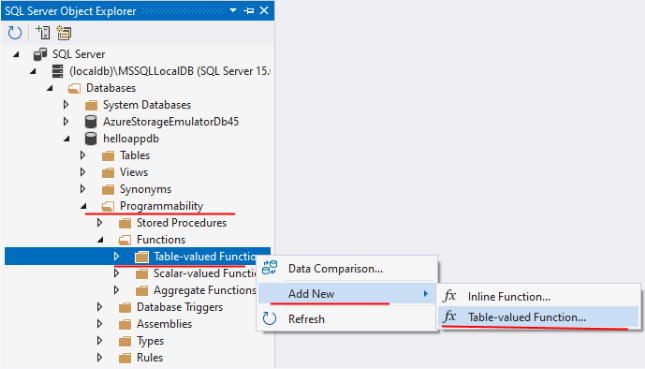 SQL Server Object Explorer
SQL Server
(localdb)\MSSQLLocalDB (SQL Server 15.
Databases
System Databases
AzureStorageEmulatorDb45
helloappdb
Tables
Views
Synonyms
Programmability
Stored Procedures
Functions
Table-valued Functio
Scalar-valued Functi
Aggregate Functions
Database Triggers
Assemblies
Types
Rules
Data Comparison...
Add New
Refresh
fx Inline Function...
fx Table-valued Function...